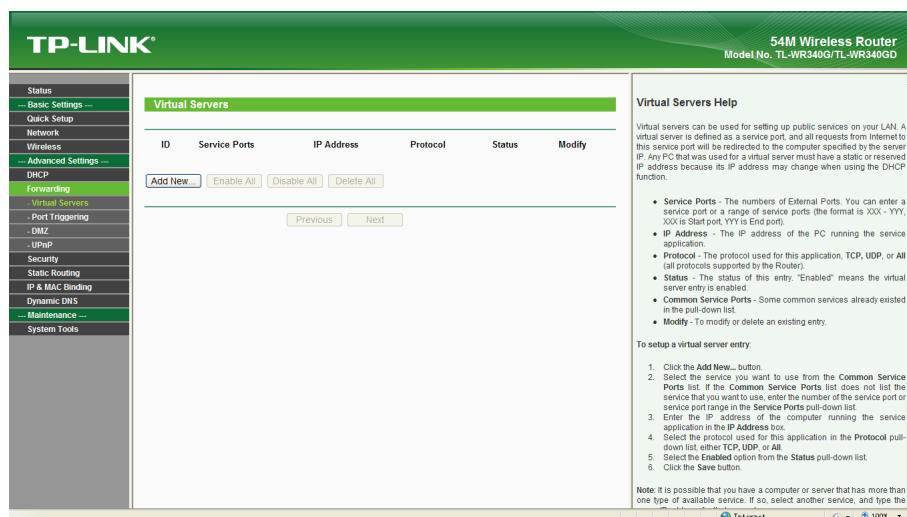 TP-LINK®
54M Wireless Router
Model No. TL-WR340G/TL-WR340GD
Status
--- Basic Settings ---
Quick Setup
Network
Wireless
--- Advanced Settings ---
DHCP
Forwarding
- Virtual Servers
- Port Triggering
- DMZ
- UPnP
Security
Static Routing
IP & MAC Binding
Dynamic DNS
--- Maintenance ---
System Tools
Virtual Servers
ID Service Ports IP Address Protocol Status Modify
Add New... Enable All Disable All Delete All
Previous Next
Virtual Servers Help
Virtual servers can be used for setting up public services on your LAN. A
virtual server is defined as a service port, and all requests from Internet to
this service port will be redirected to the computer specified by the server
IP. Any PC that was used for a virtual server must have a static or reserved
IP address because its IP address may change when using the DHCP
function.
• Service Ports - The numbers of External Ports. You can enter a
service port or a range of service ports (the format is XXX - YYY,
XXX is Start port, YYY is End port).
• IP Address - The IP address of the PC running the service
application.
• Protocol - The protocol used for this application, TCP, UDP, or All
(all protocols supported by the Router).
• Status - The status of this entry. "Enabled" means the virtual
server entry is enabled.
• Common Service Ports - Some common services already existed
in the pull-down list.
• Modify - To modify or delete an existing entry.
To setup a virtual server entry:
1. Click the Add New... button.
2. Select the service you want to use from the Common Service
Ports list. If the Common Service Ports list does not list the
service that you want to use, enter the number of the service port or
service port range in the Service Ports pull-down list.
3. Enter the IP address of the computer running the service
application in the IP Address box.
4. Select the protocol used for this application in the Protocol pull-
down list, either TCP, UDP, or All.
5. Select the Enabled option from the Status pull-down list.
6. Click the Save button.
Note: It is possible that you have a computer or server that has more than
one type of available service. If so, select another service, and type the
Internet 100%